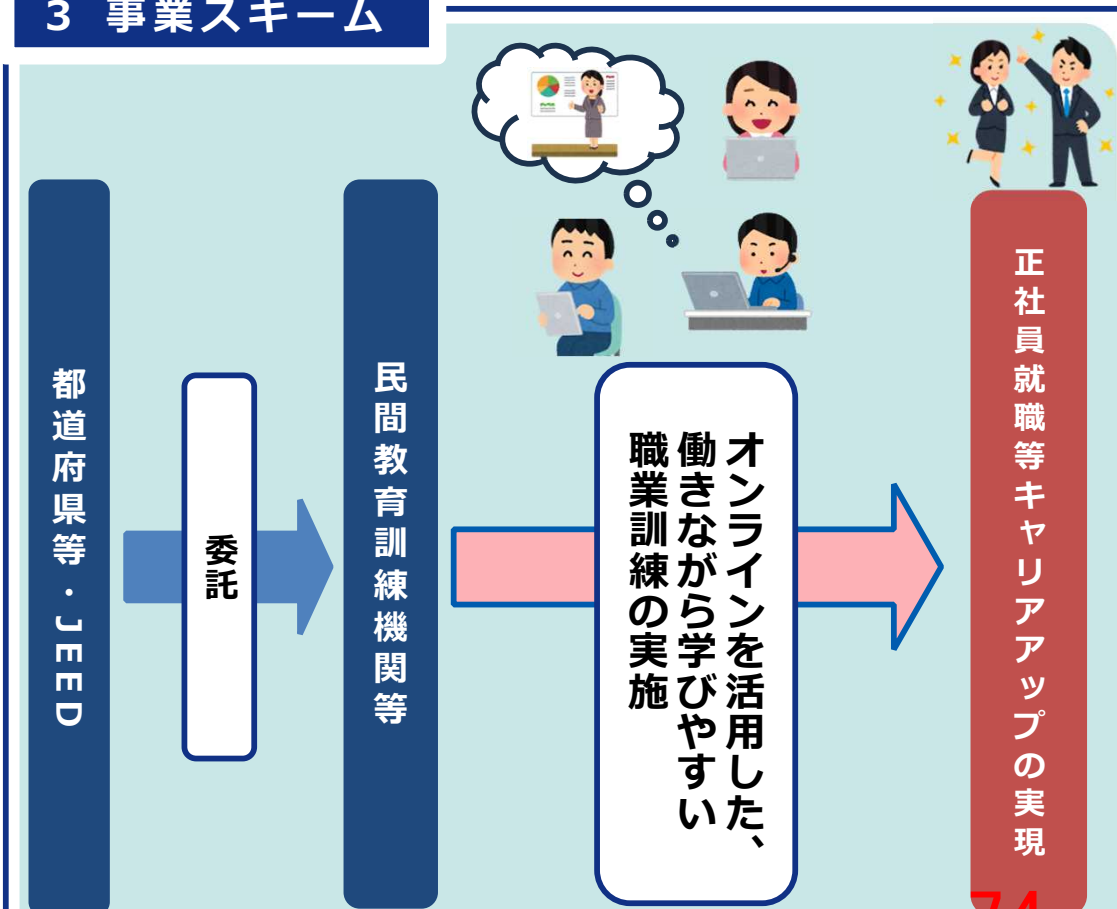 3 事業スキーム
都道府県等・JEED
委託
民間教育訓練機関等
オンラインを活用した、
働きながら学びやすい
職業訓練の実施
正社員就職等キャリアアップの実現
74